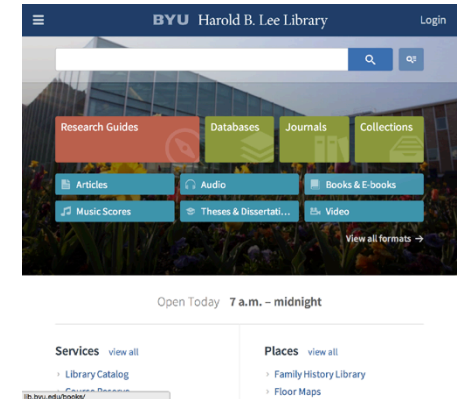 BYU Harold B. Lee Library
Login
Research Guides
Databases
Journals
Collections
Articles
Audio
Books & E-books
Music Scores
Theses & Dissertati...
Video
View all formats →
Open Today 7 a.m. – midnight
Services view all
Places view all
› Library Catalog
› Family History Library
› Course Reserve
› Floor Maps
lib.byu.edu/books/